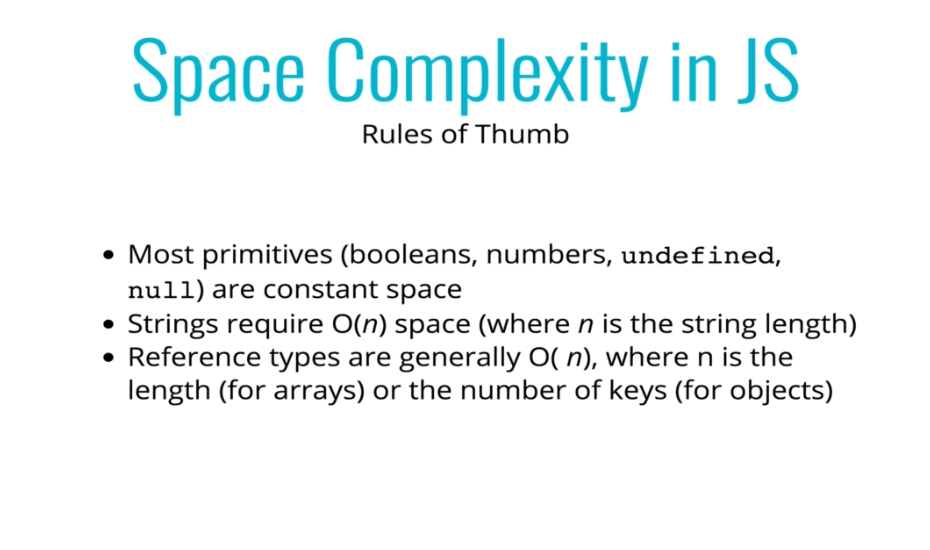 Space Complexity in JS
Rules of Thumb
• Most primitives (booleans, numbers, undefined,
null) are constant space
• Strings require O(n) space (where n is the string length)
• Reference types are generally O( n), where n is the
length (for arrays) or the number of keys (for objects)